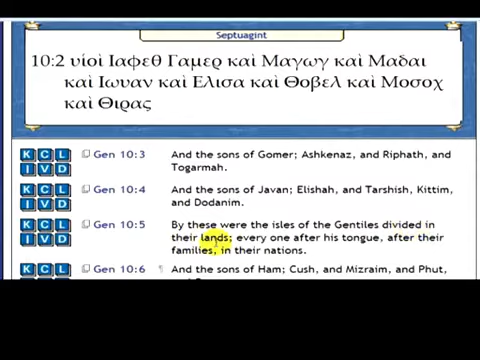 Septuagint
10:2 υἱοὶ Ιαφεθ Γαμερ καὶ Μαγωγ καὶ Μαδαι
καὶ Ιωυαν καὶ Ελισα καὶ Θοβελ καὶ Μοσοχ
καὶ Θιρας
K C L Gen 10:3 And the sons of Gomer; Ashkenaz, and Riphath, and
I V D Togarmah.
K C L Gen 10:4 And the sons of Javan; Elishah, and Tarshish, Kittim,
I V D and Dodanim.
K C L Gen 10:5 By these were the isles of the Gentiles divided in
I V D their lands; every one after his tongue, after their
families, in their nations.
K C L Gen 10:6 ¶ And the sons of Ham; Cush, and Mizraim, and Phut,